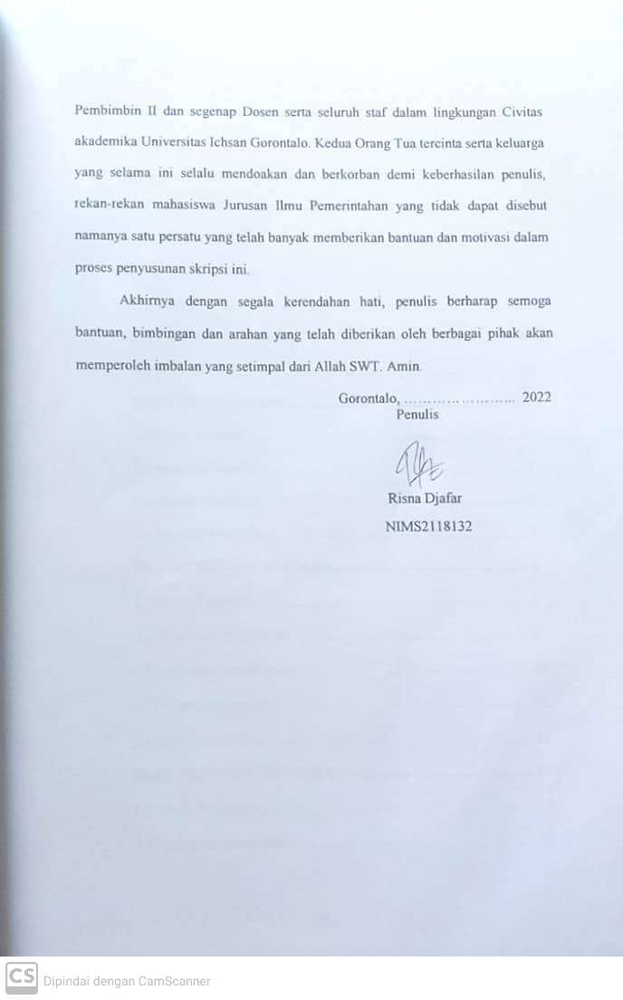 Pembimbin II dan segenap Dosen serta seluruh staf dalam lingkungan Civitas
akademika Universitas Ichsan Gorontalo. Kedua Orang Tua tercinta serta keluarga
yang selama ini selalu mendoakan dan berkorban demi keberhasilan penulis,
rekan-rekan mahasiswa Jurusan Ilmu Pemerintahan yang tidak dapat disebut
namanya satu persatu yang telah banyak memberikan bantuan dan motivasi dalam
proses penyusunan skripsi ini.
Akhirnya dengan segala kerendahan hati, penulis berharap semoga
bantuan, bimbingan dan arahan yang telah diberikan oleh berbagai pihak akan
memperoleh imbalan yang setimpal dari Allah SWT. Amin.
Gorontalo, ........................ 2022
Penulis
Risna Djafar
NIMS2118132
CS Dipindai dengan CamScanner